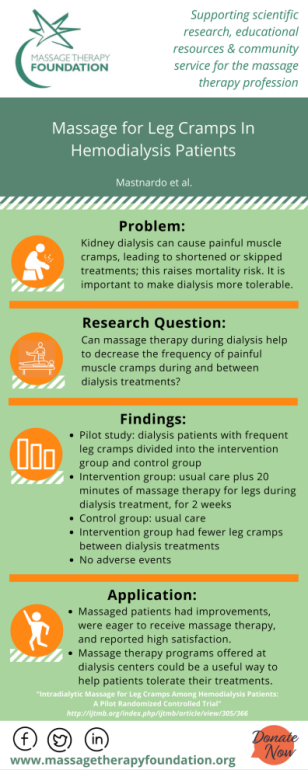 Supporting scientific
research, educational
resources & community
service for the massage
therapy profession
MASSAGE THERAPY
FOUNDATION
Massage for Leg Cramps In
Hemodialysis Patients
Mastnardo et al.
Problem:
Kidney dialysis can cause painful muscle
cramps, leading to shortened or skipped
treatments; this raises mortality risk. It is
important to make dialysis more tolerable.
Research Question:
Can massage therapy during dialysis help
to decrease the frequency of painful
muscle cramps during and between
dialysis treatments?
Findings:
• Pilot study: dialysis patients with frequent
leg cramps divided into the intervention
group and control group
• Intervention group: usual care plus 20
minutes of massage therapy for legs during
dialysis treatment, for 2 weeks
• Control group: usual care
• Intervention group had fewer leg cramps
between dialysis treatments
• No adverse events
Application:
• Massaged patients had improvements,
were eager to receive massage therapy,
and reported high satisfaction.
• Massage therapy programs offered at
dialysis centers could be a useful way to
help patients tolerate their treatments.
"Intradialytic Massage for Leg Cramps Among Hemodialysis Patients:
A Pilot Randomized Controlled Trial"
http://ijtmb.org/index.php/ijtmb/article/view/305/366
f
in
Donate
Now
www.massagetherapyfoundation.org